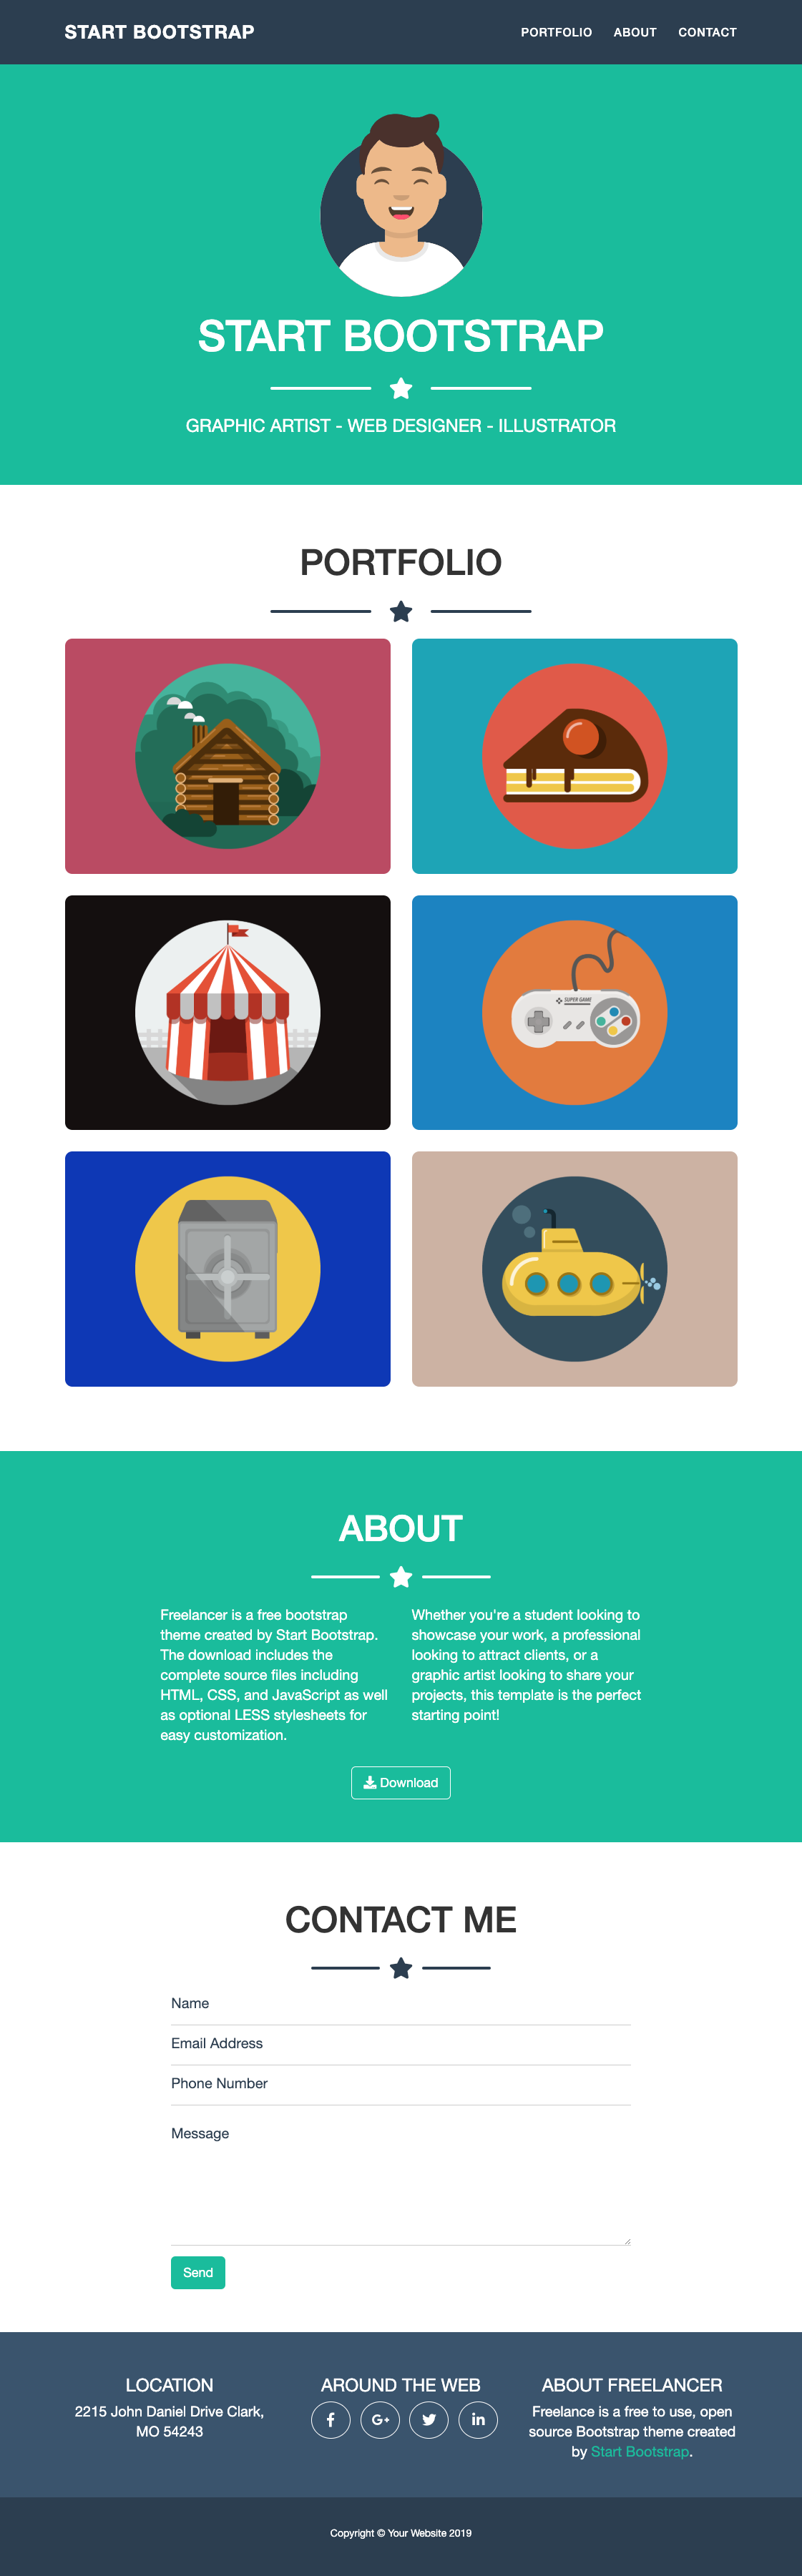 START BOOTSTRAP
PORTFOLIO
ABOUT
CONTACT
START BOOTSTRAP
GRAPHIC ARTIST - WEB DESIGNER - ILLUSTRATOR
PORTFOLIO
SUPER GAME
ABOUT
Freelancer is a free bootstrap
theme created by Start Bootstrap.
The download includes the
complete source files including
HTML, CSS, and JavaScript as well
as optional LESS stylesheets for
easy customization.
Whether you're a student looking to
showcase your work, a professional
looking to attract clients, or a
graphic artist looking to share your
projects, this template is the perfect
starting point!
Download
CONTACT ME
Name
Email Address
Phone Number
Message
Send
LOCATION
2215 John Daniel Drive Clark,
MO 54243
AROUND THE WEB
f
G+
in
ABOUT FREELANCER
Freelance is a free to use, open
source Bootstrap theme created
by Start Bootstrap.
Copyright © Your Website 2019